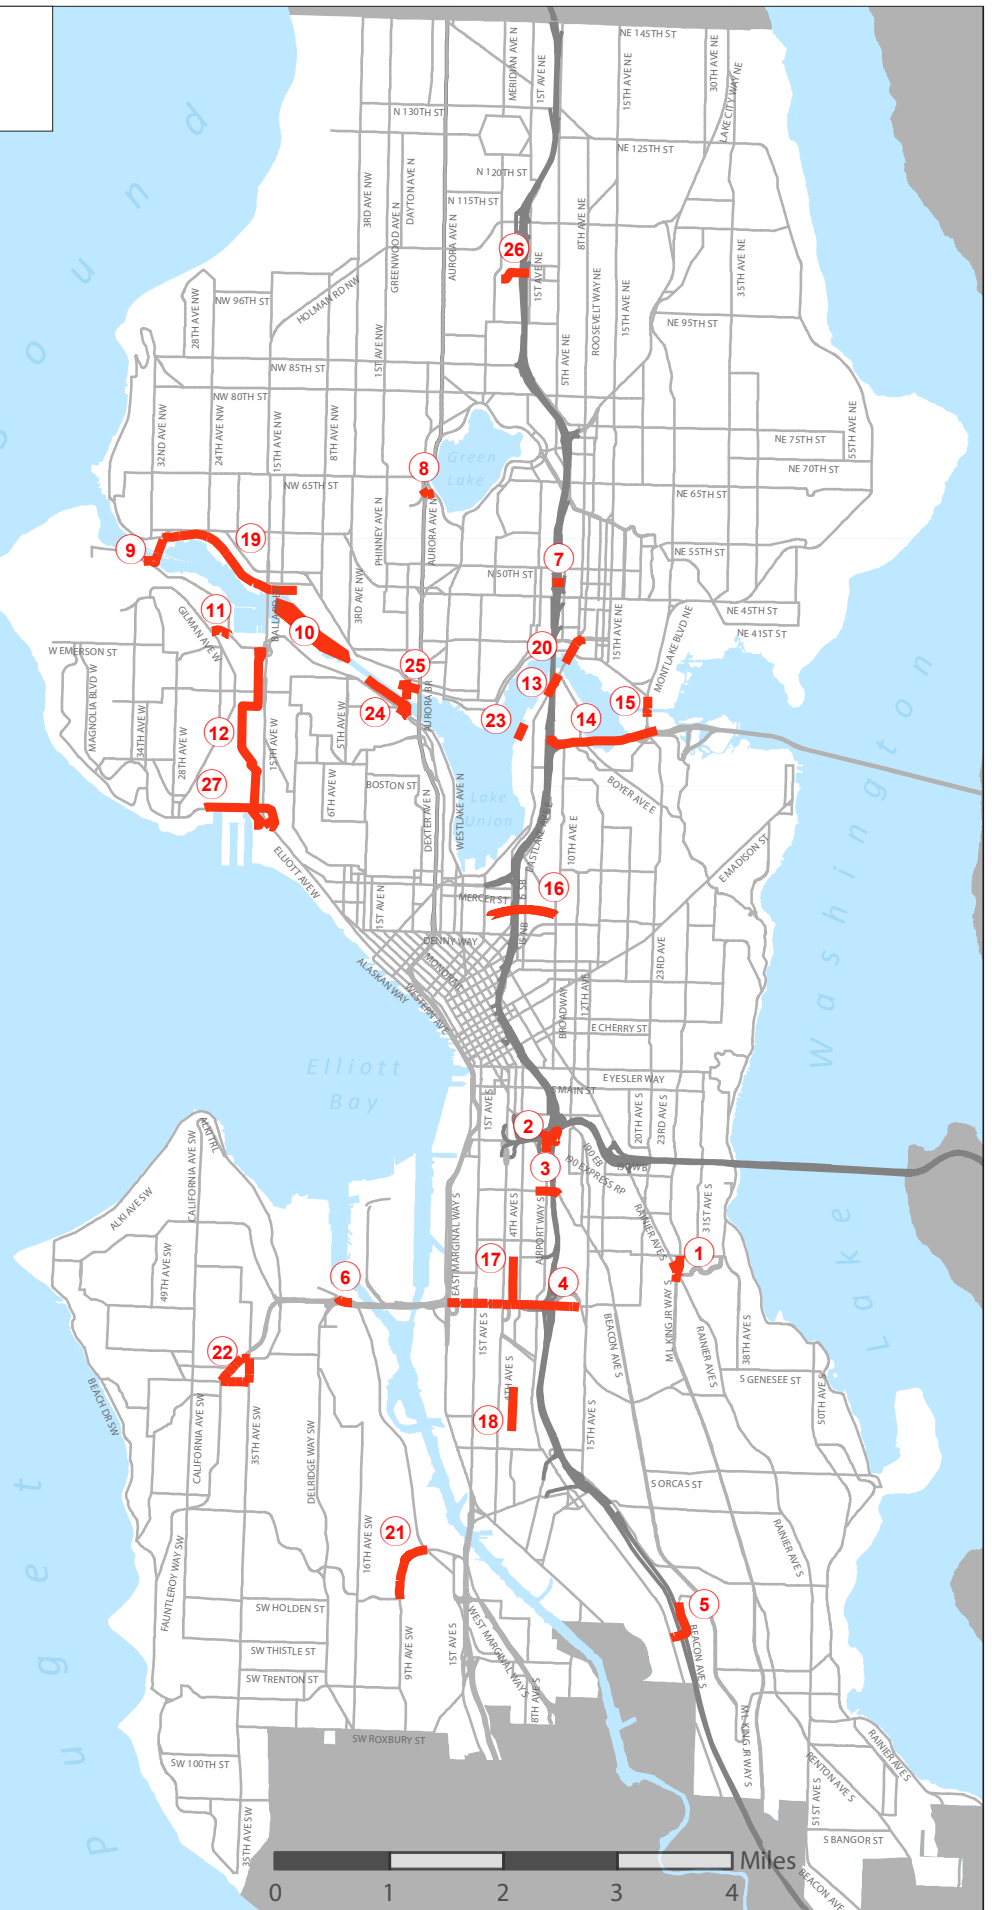 NE 145TH ST
MERIDIAN AVE N
1ST AVE NE
15TH AVE NE
30TH AVE NE
LAKE CITY WAY NE
N 130TH ST
NE 125TH ST
3RD AVE NW
DAYTON AVE N
GREENWOOD AVE N
N 120TH ST
N 115TH ST
AURORA AVE N
8TH AVE NE
26
1ST AVE NE
35TH AVE NE
28TH AVE NW
NW 96TH ST
HOLMAN RD NW
1ST AVE NW
5TH AVE NE
ROOSEVELT WAY NE
15TH AVE NE
NE 95TH ST
NW 85TH ST
NW 80TH ST
32ND AVE NW
24TH AVE NW
15TH AVE NW
8TH AVE NW
55TH AVE NE
NE 75TH ST
NE 70TH ST
Green
Lake
8
NW 65TH ST
NE 65TH ST
PHINNEY AVE N
AURORA AVE N
9
19
7
NE 55TH ST
N 50TH ST
3RD AVE NW
11
GILMAN AVE W
10
15TH AVE NE
NE 45TH ST
NE 41ST ST
MONTLAKE BLVD NE
W EMERSON ST
MAGNOLIA BLVD W
34TH AVE W
28TH AVE W
12
15TH AVE W
5TH AVE W
25
24
AURORA BR
20
13
23
14
15
27
6TH AVE W
BOSTON ST
DEXTER AVE N
WESTLAKE AVE N
Lake
Union
BOYER AVE E
EASTLAKE AVE E
10TH AVE E
E MADISON ST
ELLIOTT AVE W
1ST AVE N
MERCER ST
16
I5 SB
I5 NB
DENNY WAY
MONORAIL
ALASKAN WAY
WESTERN AVE
23RD AVE
BROADWAY
12TH AVE
E CHERRY ST
Elliott
Bay
E YESLER WAY
S MAIN ST
1ST AVE S
20TH AVE S
23RD AVE S
2
3
I90 EB
I90 WB
I90 EXPRESS RP
ALKI TRL
CALIFORNIA AVE SW
ALKI AVE SW
49TH AVE SW
EAST MARGINAL WAY S
4TH AVE S
AIRPORT WAY S
RAINIER AVE S
31ST AVE S
1
17
4
6
1ST AVE S
BEACON AVE S
M L KING JR WAY S
RAINIER AVE S
38TH AVE S
22
4TH AVE S
S GENESEE ST
50TH AVE S
BEACH DR SW
CALIFORNIA AVE SW
35TH AVE SW
DELRIDGE WAY SW
18
15TH AVE S
S ORCAS ST
21
16TH AVE SW
RAINIER AVE S
FAUNTLEROY WAY SW
SW HOLDEN ST
SW THISTLE ST
SW TRENTON ST
9TH AVE SW
1ST AVE S
WEST MARGINAL WAY S
8TH AVE S
5
BEACON AVE S
M L KING JR WAY S
SW ROXBURY ST
SW 100TH ST
35TH AVE SW
RAINIER AVE S
RENTON AVE S
51ST AVE S
S BANGOR ST
BEACON AVE
Puget Sound
Lake Washington
Miles
0 1 2 3 4